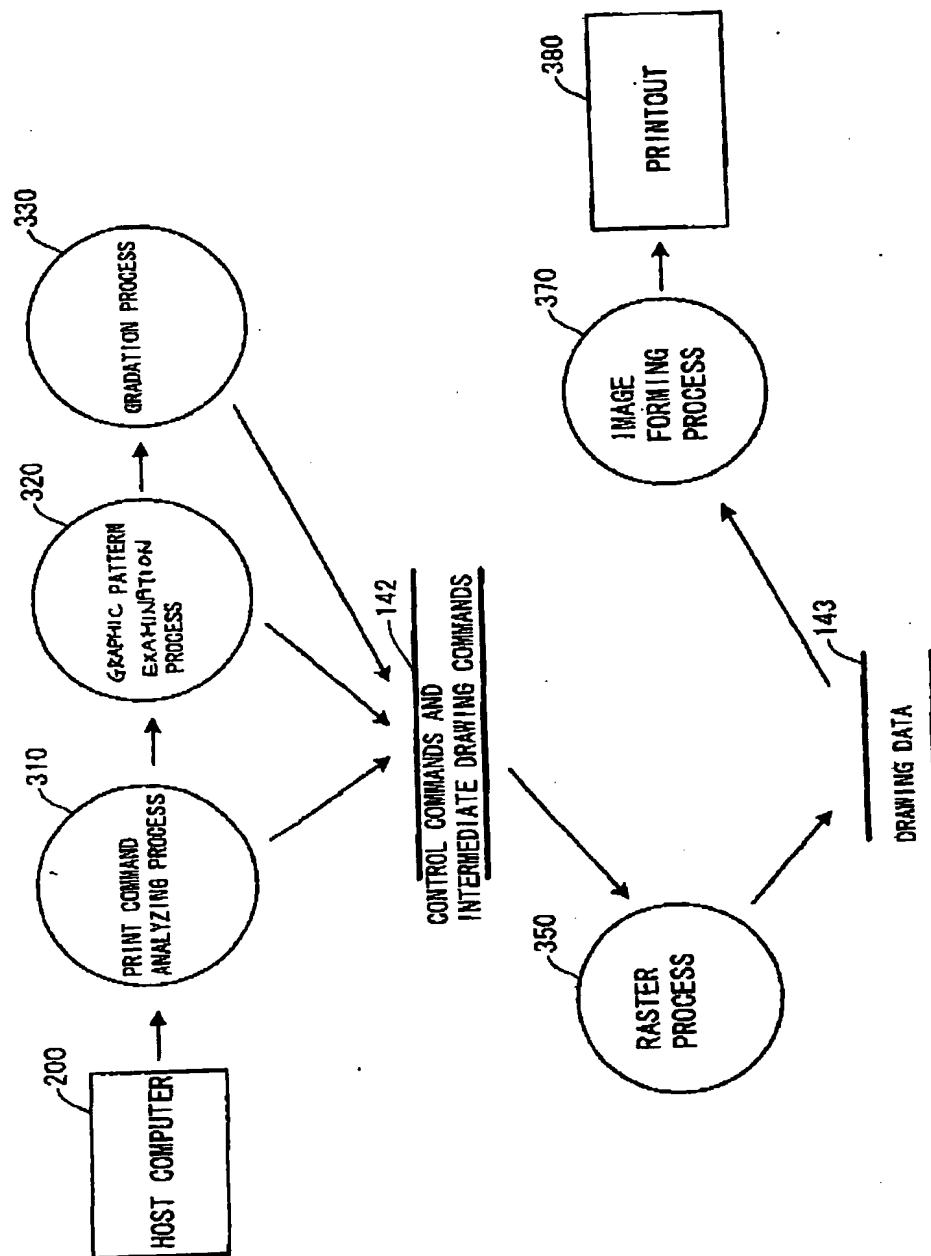 200
HOST COMPUTER
310
PRINT COMMAND
ANALYZING PROCESS
320
GRAPHIC PATTERN
EXAMINATION
PROCESS
330
GRADATION PROCESS
142
CONTROL COMMANDS AND
INTERMEDIATE DRAWING COMMANDS
350
RASTER
PROCESS
143
DRAWING DATA
370
IMAGE
FORMING
PROCESS
380
PRINTOUT